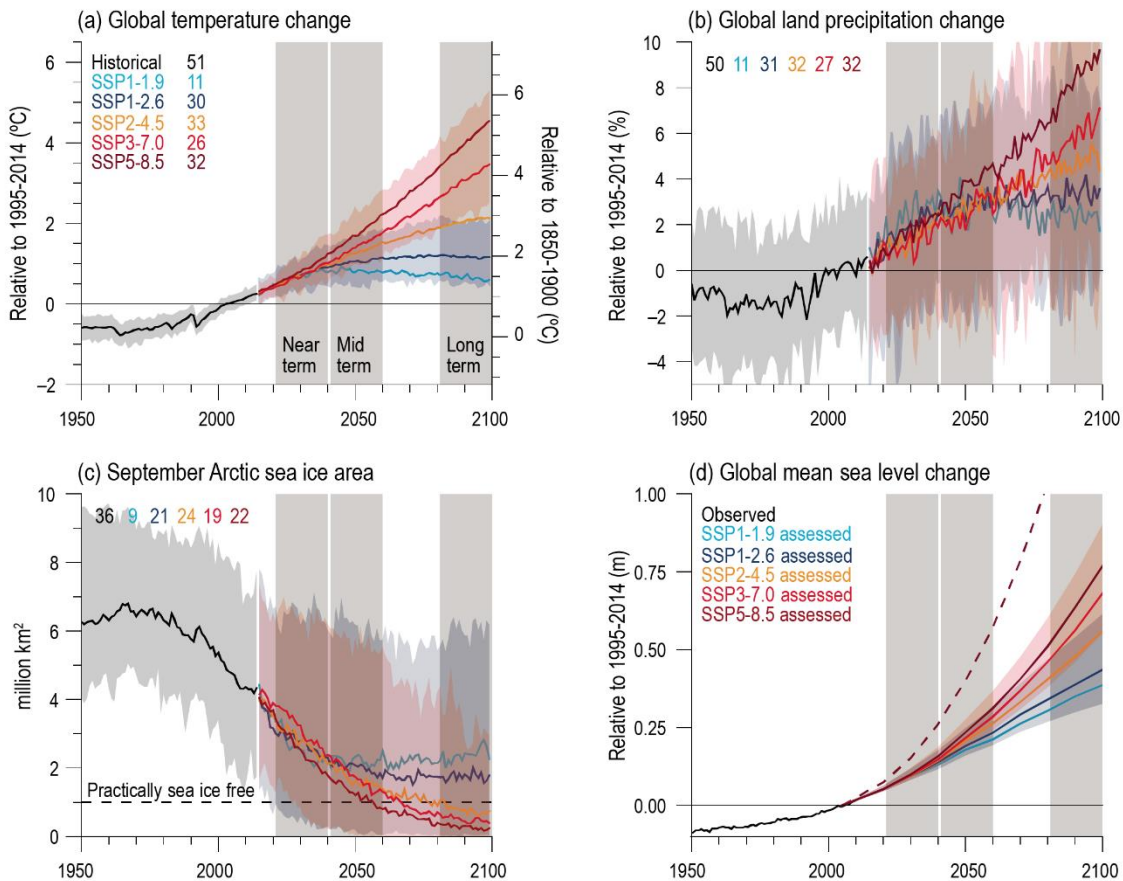 (a) Global temperature change
Relative to 1995-2014 (ºC)
6
4
2
0
–2
Historical 51
SSP1-1.9 11
SSP1-2.6 30
SSP2-4.5 33
SSP3-7.0 26
SSP5-8.5 32
Near term
Mid term
Long term
6
4
2
0
Relative to 1850-1900 (ºC)
1950 2000 2050 2100
(b) Global land precipitation change
Relative to 1995-2014 (%)
10
8
6
4
2
0
–2
–4
50 11 31 32 27 32
1950 2000 2050 2100
(c) September Arctic sea ice area
million km²
10
8
6
4
2
0
36 9 21 24 19 22
Practically sea ice free
1950 2000 2050 2100
(d) Global mean sea level change
Relative to 1995-2014 (m)
1.00
0.75
0.50
0.25
0.00
Observed
SSP1-1.9 assessed
SSP1-2.6 assessed
SSP2-4.5 assessed
SSP3-7.0 assessed
SSP5-8.5 assessed
1950 2000 2050 2100